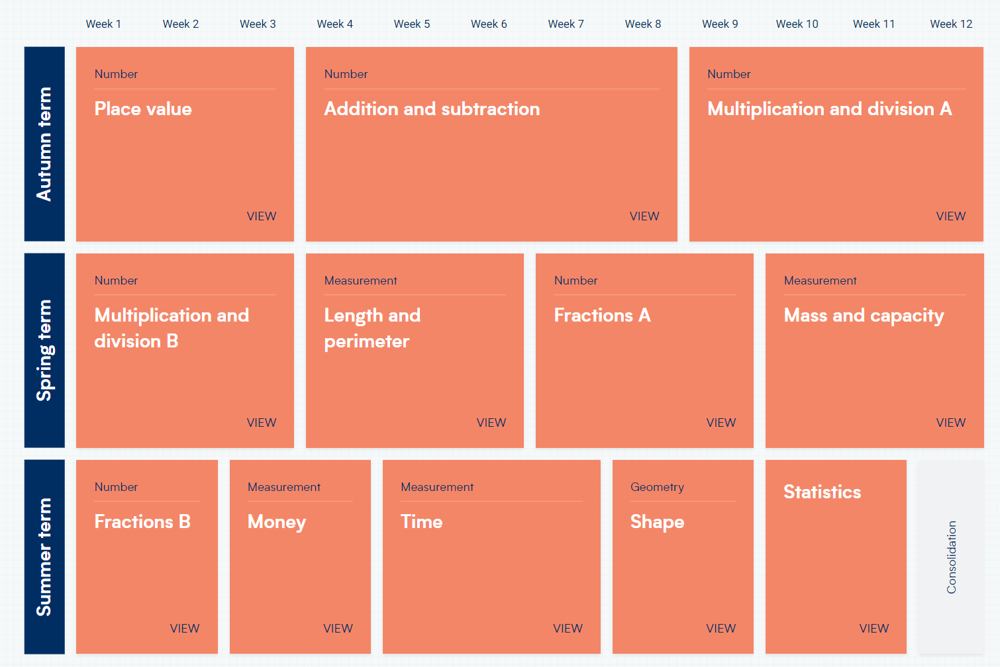 Week 1 Week 2 Week 3 Week 4 Week 5 Week 6 Week 7 Week 8 Week 9 Week 10 Week 11 Week 12
Autumn term
Number
Place value
VIEW
Number
Addition and subtraction
VIEW
Number
Multiplication and division A
VIEW
Spring term
Number
Multiplication and
division B
VIEW
Measurement
Length and
perimeter
VIEW
Number
Fractions A
VIEW
Measurement
Mass and capacity
VIEW
Summer term
Number
Fractions B
VIEW
Measurement
Money
VIEW
Measurement
Time
VIEW
Geometry
Shape
VIEW
Statistics
VIEW
Consolidation